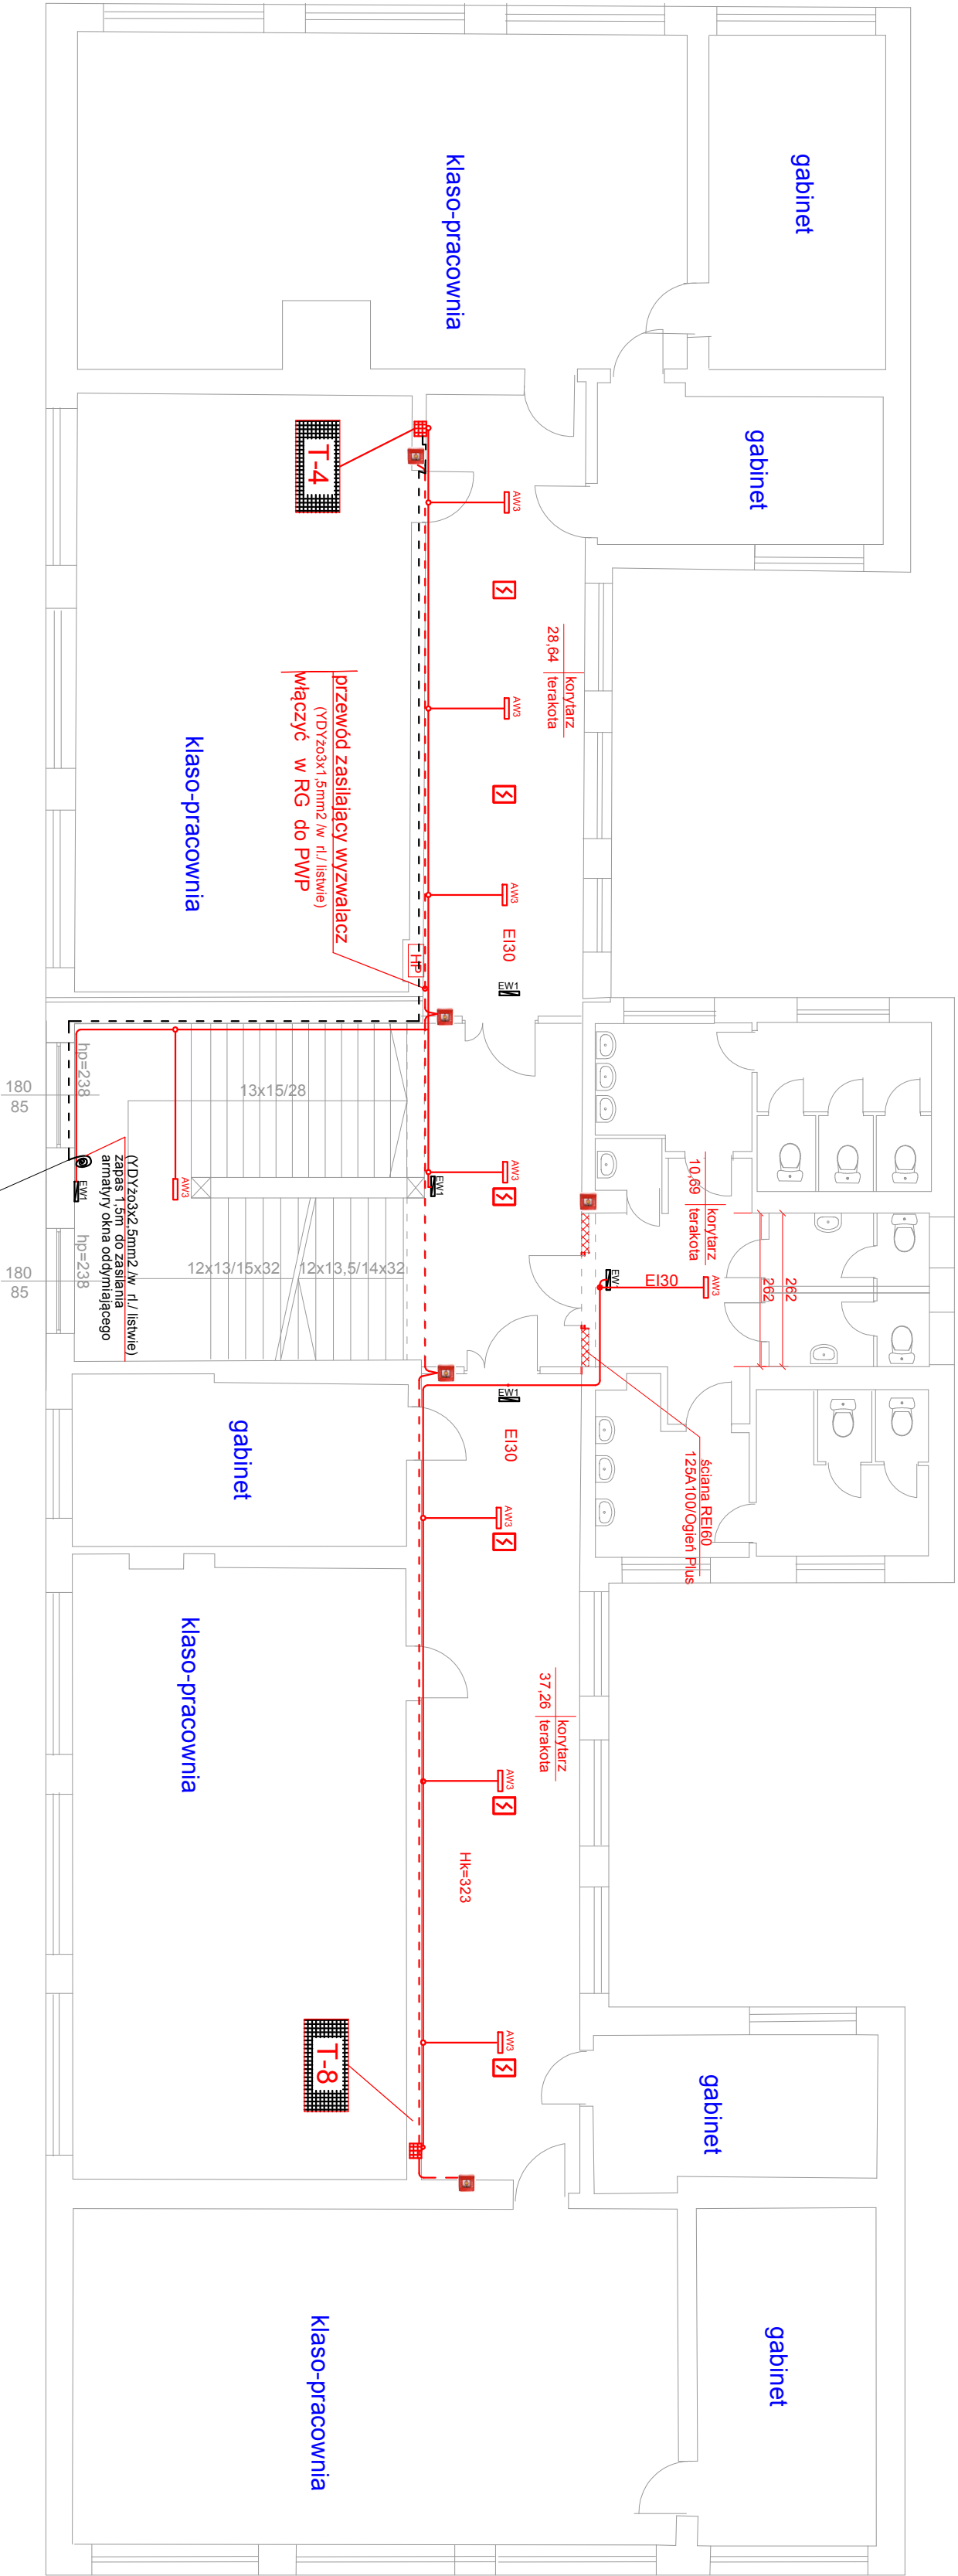 gabinet
klaso-pracownia
gabinet
T-4
AW3
korytarz
28,64
terakota
AW3
przewód zasilający wyzwalacz
(YDYżo3x1,5mm2 /w rl./ listwie)
włączyć w RG do PWP
klaso-pracownia
AW3
EI30
HP
EW1
hp=238
180
85
13x15/28
AW3
EW1
AW3
EW1
(YDYżo3x2,5mm2 /w rl./ listwie)
zapas 1,5m do zasilania
armatury okna oddymiającego
hp=238
180
85
12x13/15x32
12x13,5/14x32
korytarz
10,69
terakota
EW1
EI30
AW3
262
262
ściana REI60
125A100/Ogień Plus
EW1
EI30
gabinet
AW3
klaso-pracownia
korytarz
37,26
terakota
AW3
Hk=323
AW3
T-8
gabinet
klaso-pracownia
gabinet